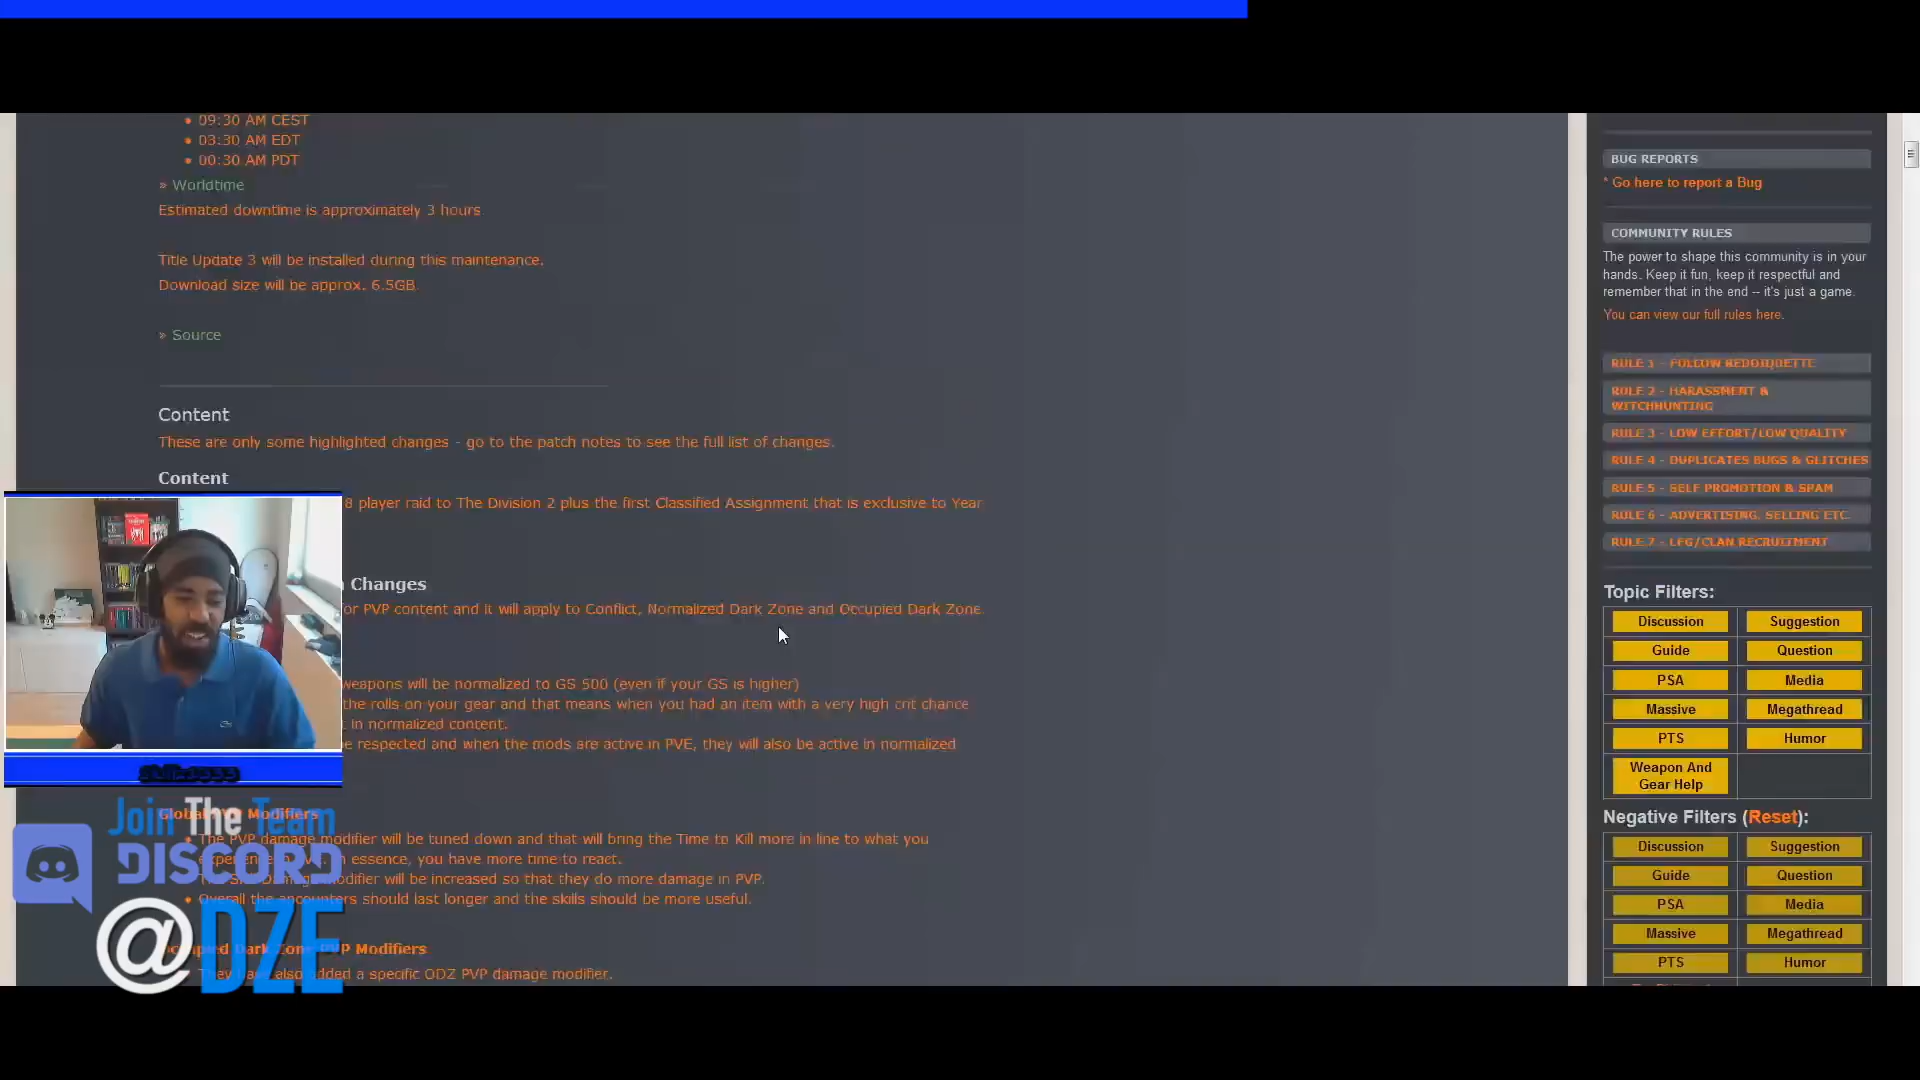 • 09:30 AM CEST
• 03:30 AM EDT
• 00:30 AM PDT
» Worldtime
Estimated downtime is approximately 3 hours
Title Update 3 will be installed during this maintenance.
Download size will be approx. 6.5GB.
» Source
Content
These are only some highlighted changes - go to the patch notes to see the full list of changes.
Content
8 player raid to The Division 2 plus the first Classified Assignment that is exclusive to Year
Changes
or PVP content and it will apply to Conflict, Normalized Dark Zone and Occupied Dark Zone.
weapons will be normalized to GS 500 (even if your GS is higher)
the rolls on your gear and that means when you had an item with a very high crit chance
in normalized content.
e respected and when the mods are active in PVE, they will also be active in normalized
Global PVP Modifiers
• The PVP damage modifier will be tuned down and that will bring the Time to Kill more in line to what you
essence, you have more time to react.
modifier will be increased so that they do more damage in PVP.
• Overall the encounters should last longer and the skills should be more useful.
Occupied Dark Zone PVP Modifiers
They have also added a specific ODZ PVP damage modifier.
Join The Team
DISCORD
@DZE
BUG REPORTS
* Go here to report a Bug
COMMUNITY RULES
The power to shape this community is in your
hands. Keep it fun, keep it respectful and
remember that in the end -- it's just a game.
You can view our full rules here.
RULE 1 - FOLLOW REDDIQUETTE
RULE 2 - HARASSMENT &
WITCHHUNTING
RULE 3 - LOW EFFORT/LOW QUALITY
RULE 4 - DUPLICATES BUGS & GLITCHES
RULE 5 - SELF PROMOTION & SPAM
RULE 6 - ADVERTISING, SELLING ETC.
RULE 7 - LFG/CLAN RECRUITMENT
Topic Filters:
Discussion Suggestion
Guide Question
PSA Media
Massive Megathread
PTS Humor
Weapon And
Gear Help
Negative Filters (Reset):
Discussion Suggestion
Guide Question
PSA Media
Massive Megathread
PTS Humor